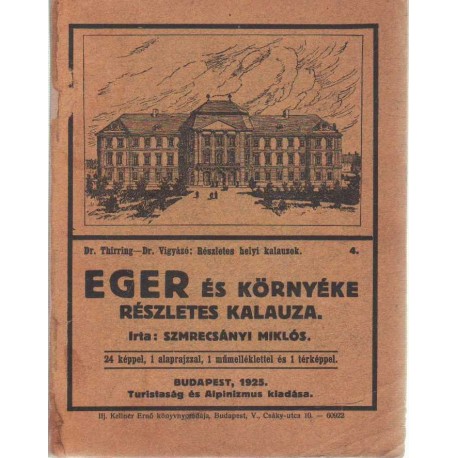 Dr. Thirring—Dr. Vigyázó: Részletes helyi kalauzok. 4.
EGER ÉS KÖRNYÉKE
RÉSZLETES KALAUZA.
Irta: SZMRECSÁNYI MIKLÓS.
24 képpel, 1 alaprajzzal, 1 műmelléklettel és 1 térképpel.
BUDAPEST, 1925.
Turistaság és Alpinizmus kiadása.
Ifj. Kellner Ernő könyvnyomdája, Budapest, V., Csáky-utca 10. — 60922